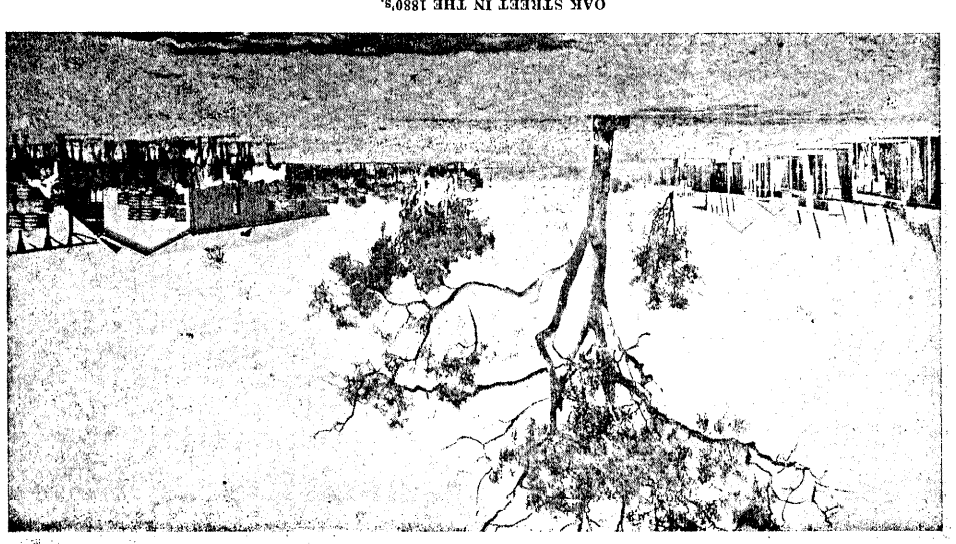 OAK STREET IN THE 1880's.